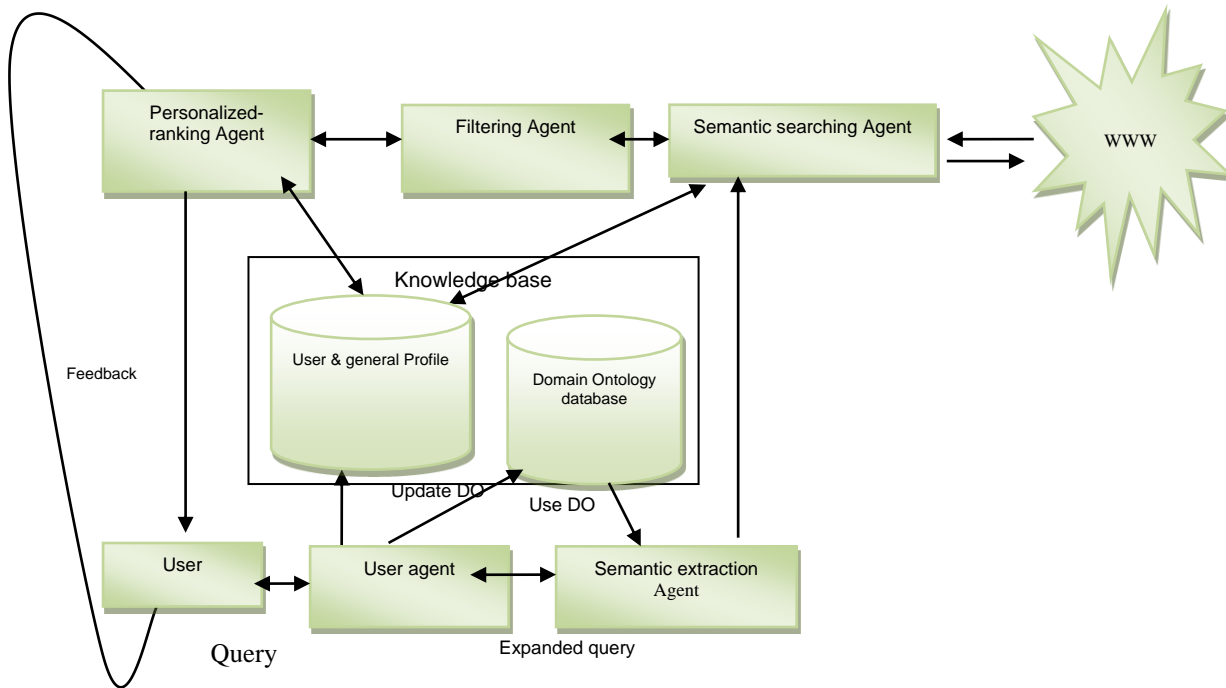 Personalized-
ranking Agent
Filtering Agent
Semantic searching Agent
WWW
Knowledge base
User & general Profile
Domain Ontology
database
Feedback
Update DO
Use DO
User
User agent
Semantic extraction
Agent
Query
Expanded query